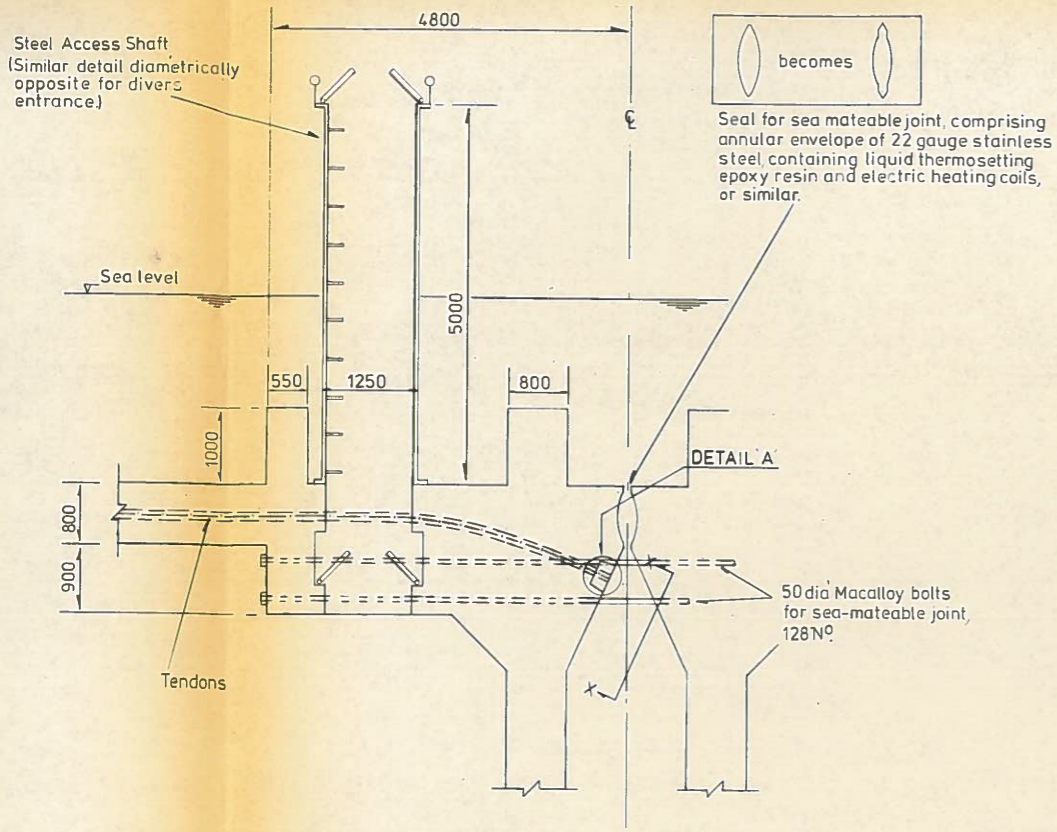 4800
Steel Access Shaft
(Similar detail diametrically
opposite for divers
entrance.)
becomes
℄
Seal for sea mateable joint, comprising
annular envelope of 22 gauge stainless
steel, containing liquid thermosetting
epoxy resin and electric heating coils,
or similar.
Sea level
5000
550
1250
800
1000
DETAIL 'A'
800
900
X
X
50 dia' Macalloy bolts
for sea-mateable joint,
128 Nº.
Tendons